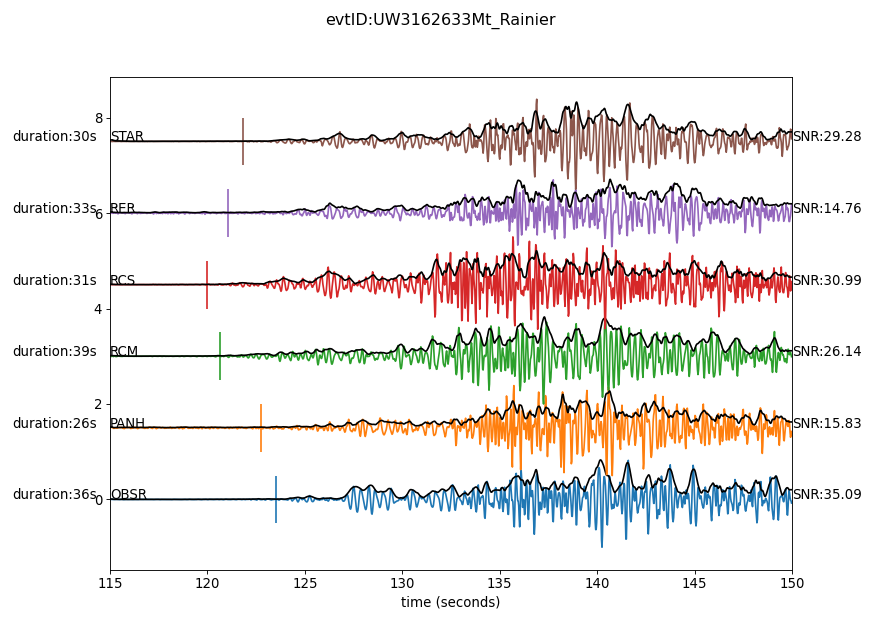 evtID:UW3162633Mt_Rainier
8
duration:30s STAR SNR:29.28
duration:33s RER SNR:14.76
6
duration:31s RCS SNR:30.99
4
duration:39s RCM SNR:26.14
2
duration:26s PANH SNR:15.83
duration:36s OBSR SNR:35.09
0
115 120 125 130 135 140 145 150
time (seconds)